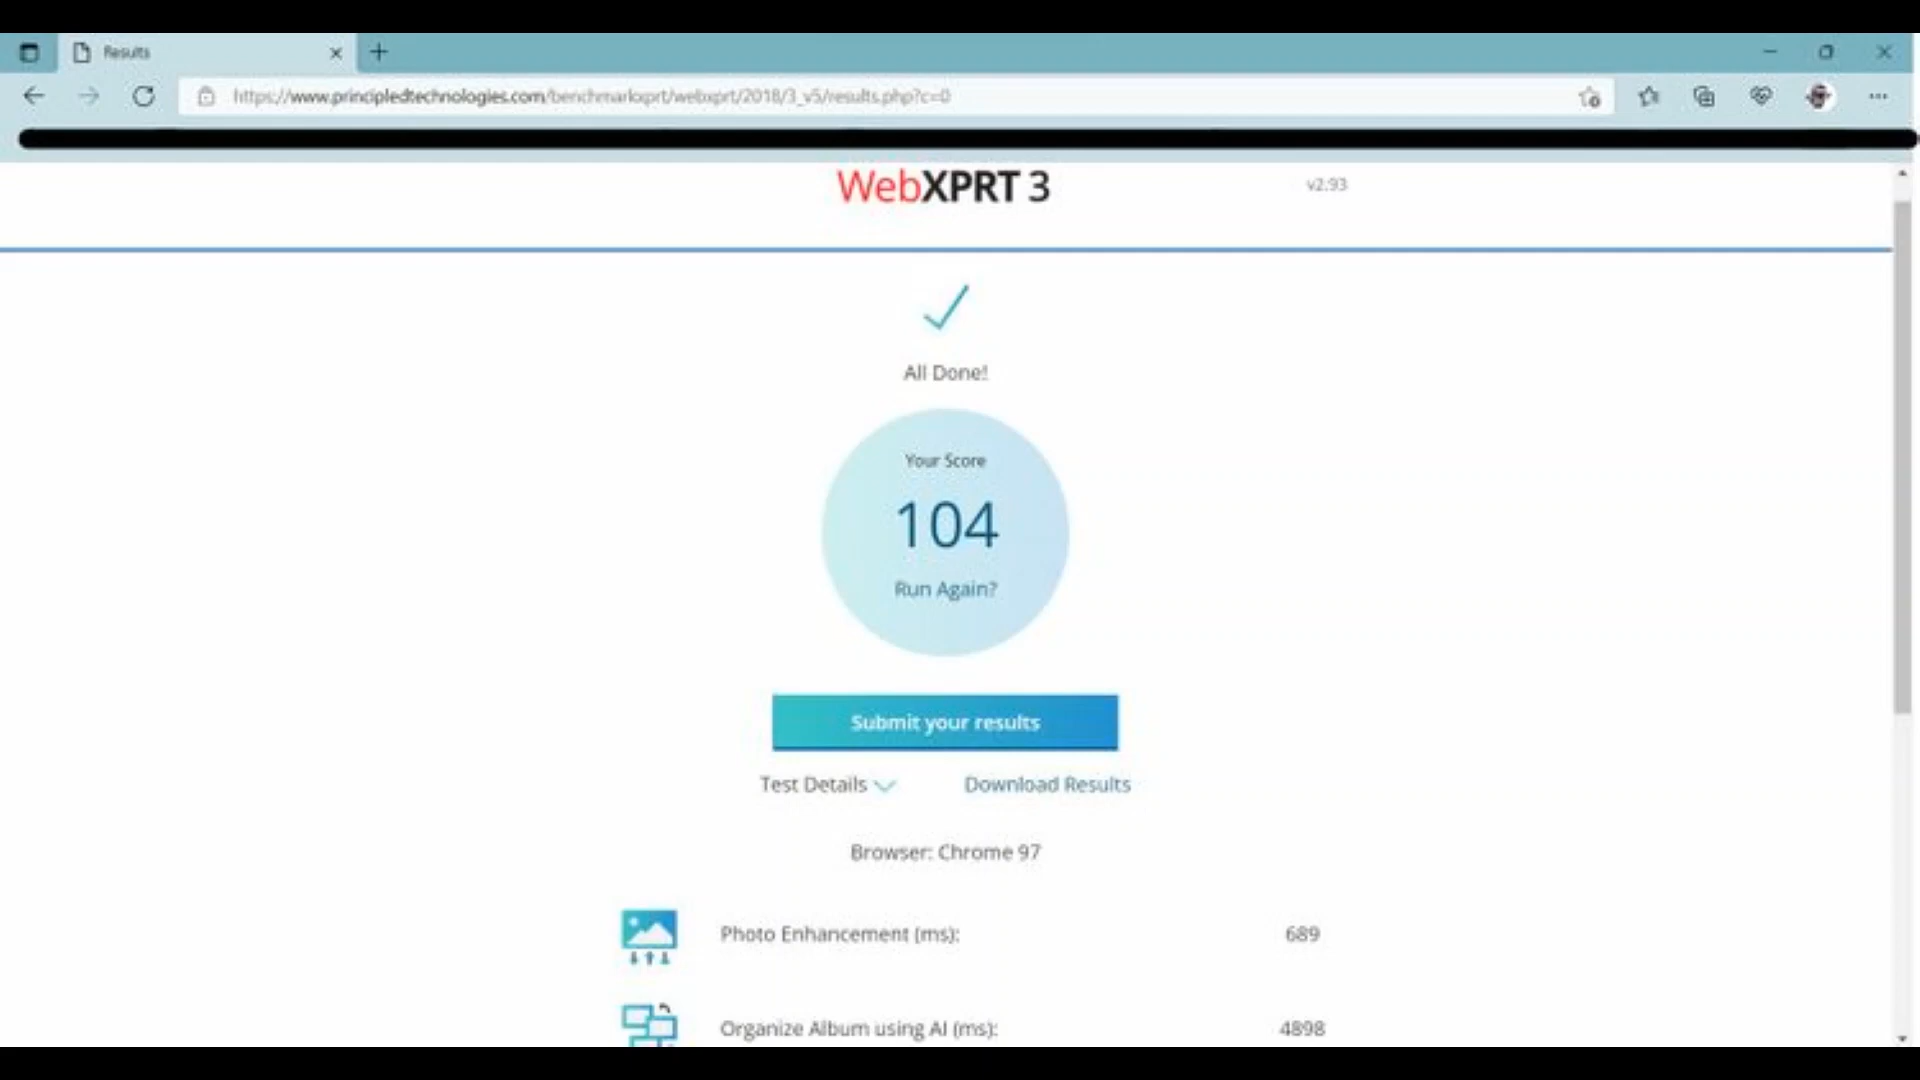 Results
https://www.principledtechnologies.com/benchmarkxprt/webxprt/2018/3_v5/results.php?c=0
WebXPRT 3
v2.93
All Done!
Your Score
104
Run Again?
Submit your results
Test Details
Download Results
Browser: Chrome 97
Photo Enhancement (ms): 689
Organize Album using AI (ms): 4898